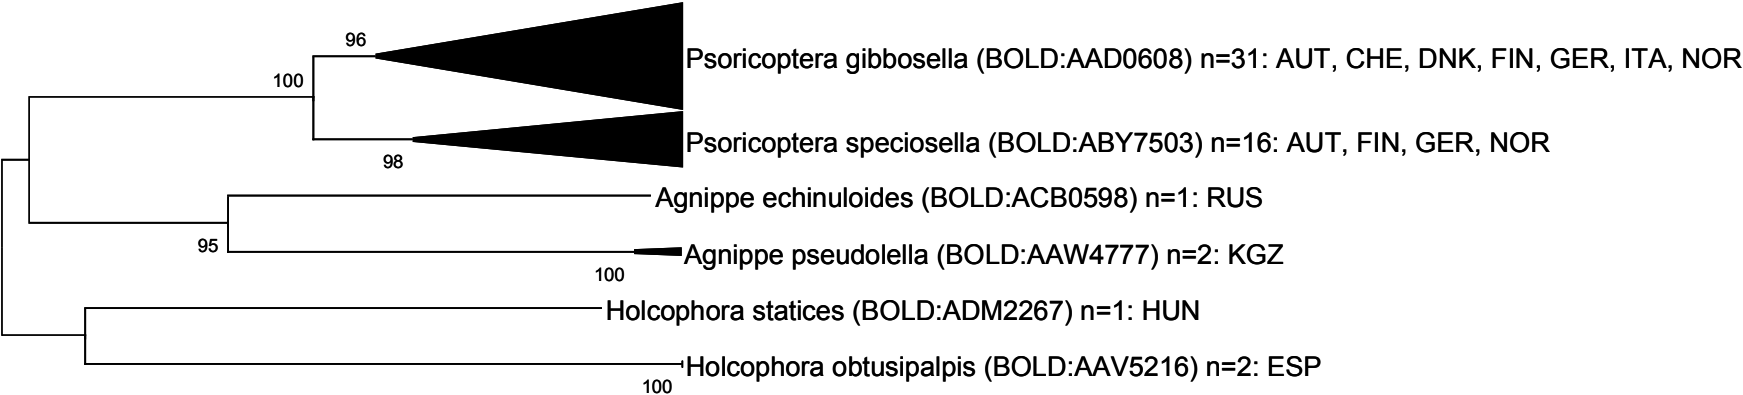 96
Psoricoptera gibbosella (BOLD:AAD0608) n=31: AUT, CHE, DNK, FIN, GER, ITA, NOR
100
Psoricoptera speciosella (BOLD:ABY7503) n=16: AUT, FIN, GER, NOR
98
Agnippe echinuloides (BOLD:ACB0598) n=1: RUS
95
Agnippe pseudolella (BOLD:AAW4777) n=2: KGZ
100
Holcophora statices (BOLD:ADM2267) n=1: HUN
Holcophora obtusipalpis (BOLD:AAV5216) n=2: ESP
100